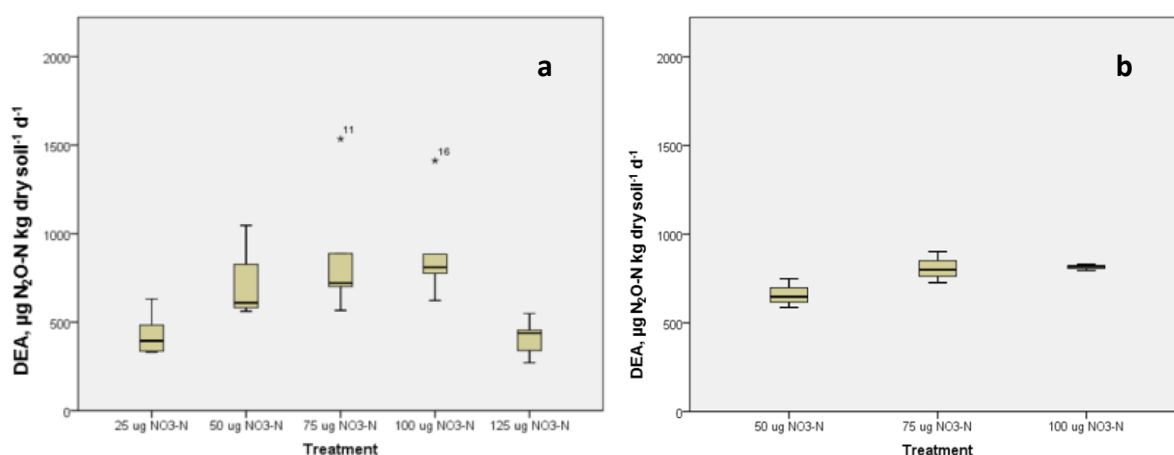 a
2000
1500
1000
500
0
DEA, µg N₂O-N kg dry soil⁻¹ d⁻¹
*11
*16
25 ug NO3-N 50 ug NO3-N 75 ug NO3-N 100 ug NO3-N 125 ug NO3-N
Treatment
b
2000
1500
1000
500
0
DEA, µg N₂O-N kg dry soil⁻¹ d⁻¹
50 ug NO3-N 75 ug NO3-N 100 ug NO3-N
Treatment